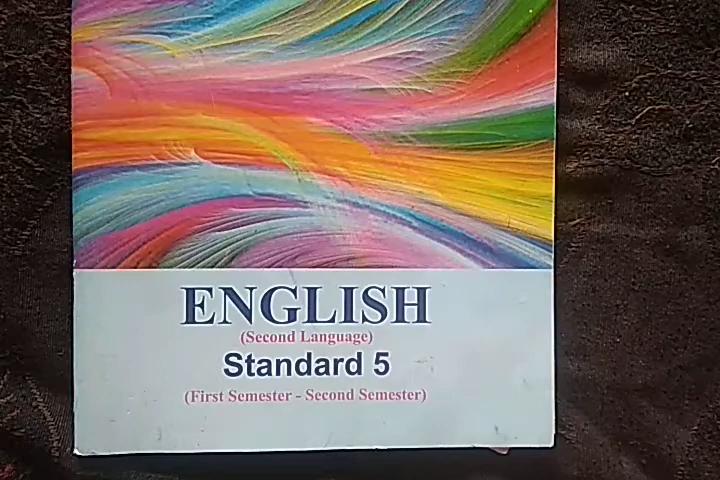 ENGLISH
(Second Language)
Standard 5
(First Semester - Second Semester)